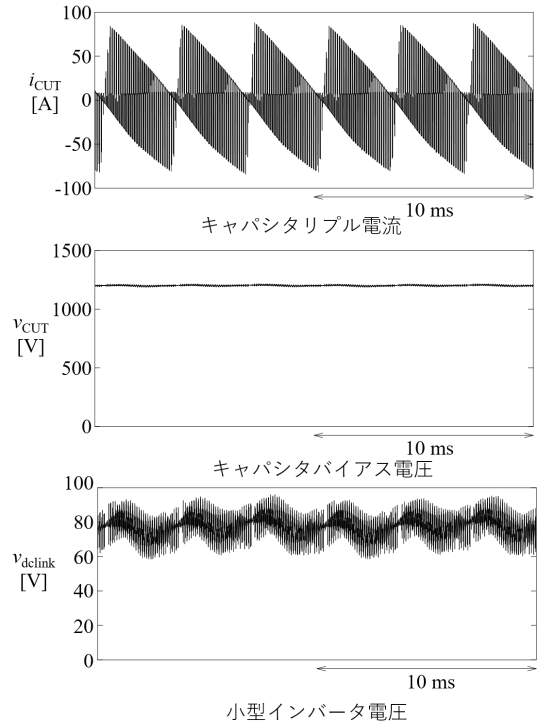 100
50
i_CUT
[A]
0
-50
-100
10 ms
キャパシタリプル電流
1500
1000
v_CUT
[V]
500
0
10 ms
キャパシタバイアス電圧
100
80
60
v_dclink
[V]
40
20
0
10 ms
小型インバータ電圧